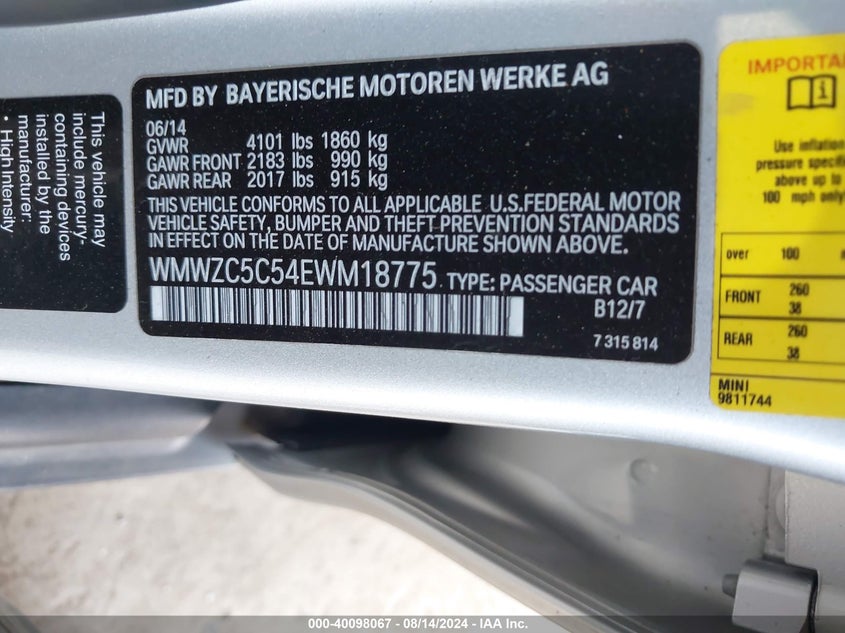 This vehicle may
include mercury-
containing devices
installed by the
manufacturer:
• High Intensity
MFD BY BAYERISCHE MOTOREN WERKE AG
06/14
GVWR 4101 lbs 1860 kg
GAWR FRONT 2183 lbs 990 kg
GAWR REAR 2017 lbs 915 kg
THIS VEHICLE CONFORMS TO ALL APPLICABLE U.S.FEDERAL MOTOR
VEHICLE SAFETY, BUMPER AND THEFT PREVENTION STANDARDS
IN EFFECT ON THE DATE OF MANUFACTURE SHOWN ABOVE.
WMWZC5C54EWM18775 TYPE: PASSENGER CAR
B12/7
7 315 814
IMPORTAN
Use inflation
pressure specifi
above up to
100 mph only
over 100 m
FRONT 260
38
REAR 260
38
MINI
9811744
000-40098067 - 08/14/2024 - IAA Inc.